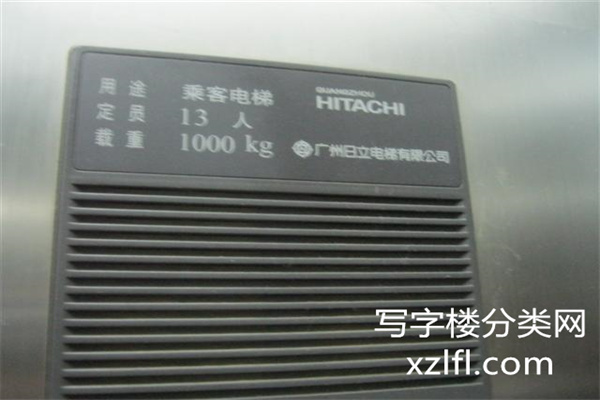 用途 乘客电梯
定员 13 人
载重 1000 kg
GUANGZHOU
HITACHI
广州日立电梯有限公司
写字楼分类网
xzlfl.com